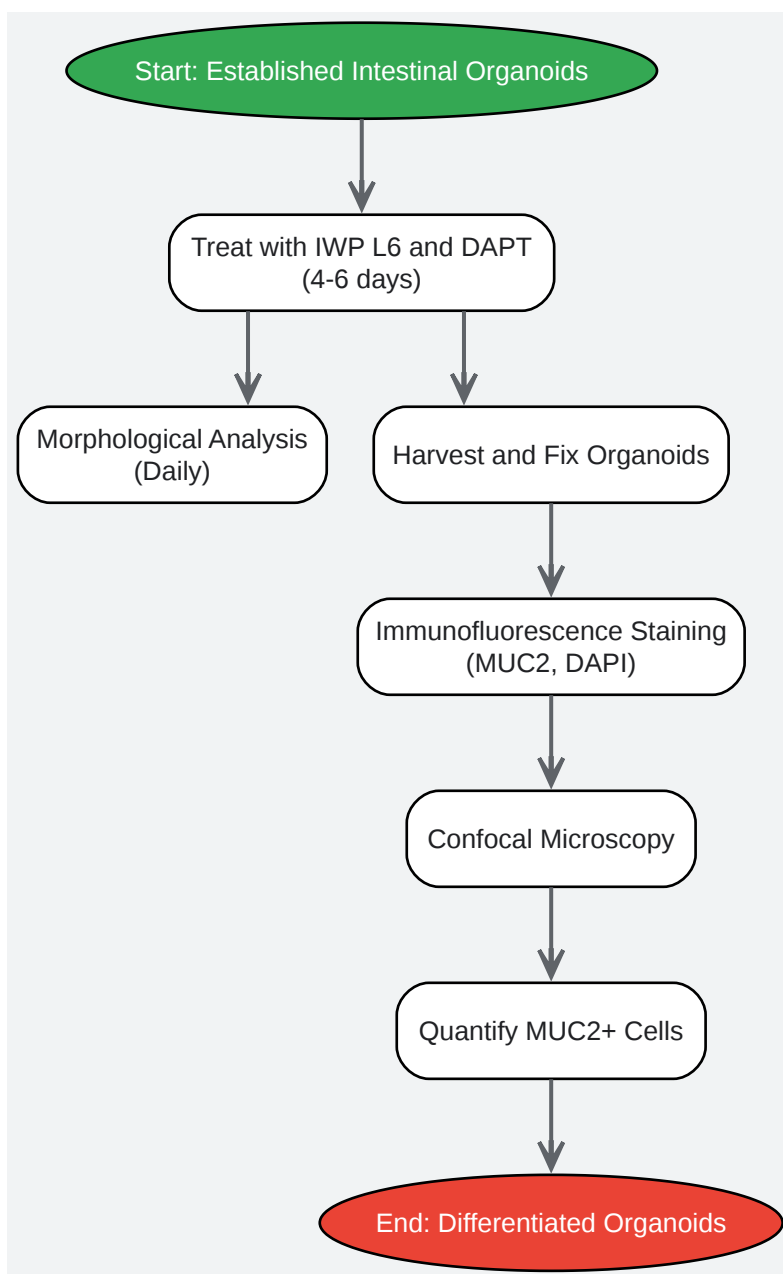 Start: Established Intestinal Organoids
Treat with IWP L6 and DAPT
(4-6 days)
Morphological Analysis
(Daily)
Harvest and Fix Organoids
Immunofluorescence Staining
(MUC2, DAPI)
Confocal Microscopy
Quantify MUC2+ Cells
End: Differentiated Organoids